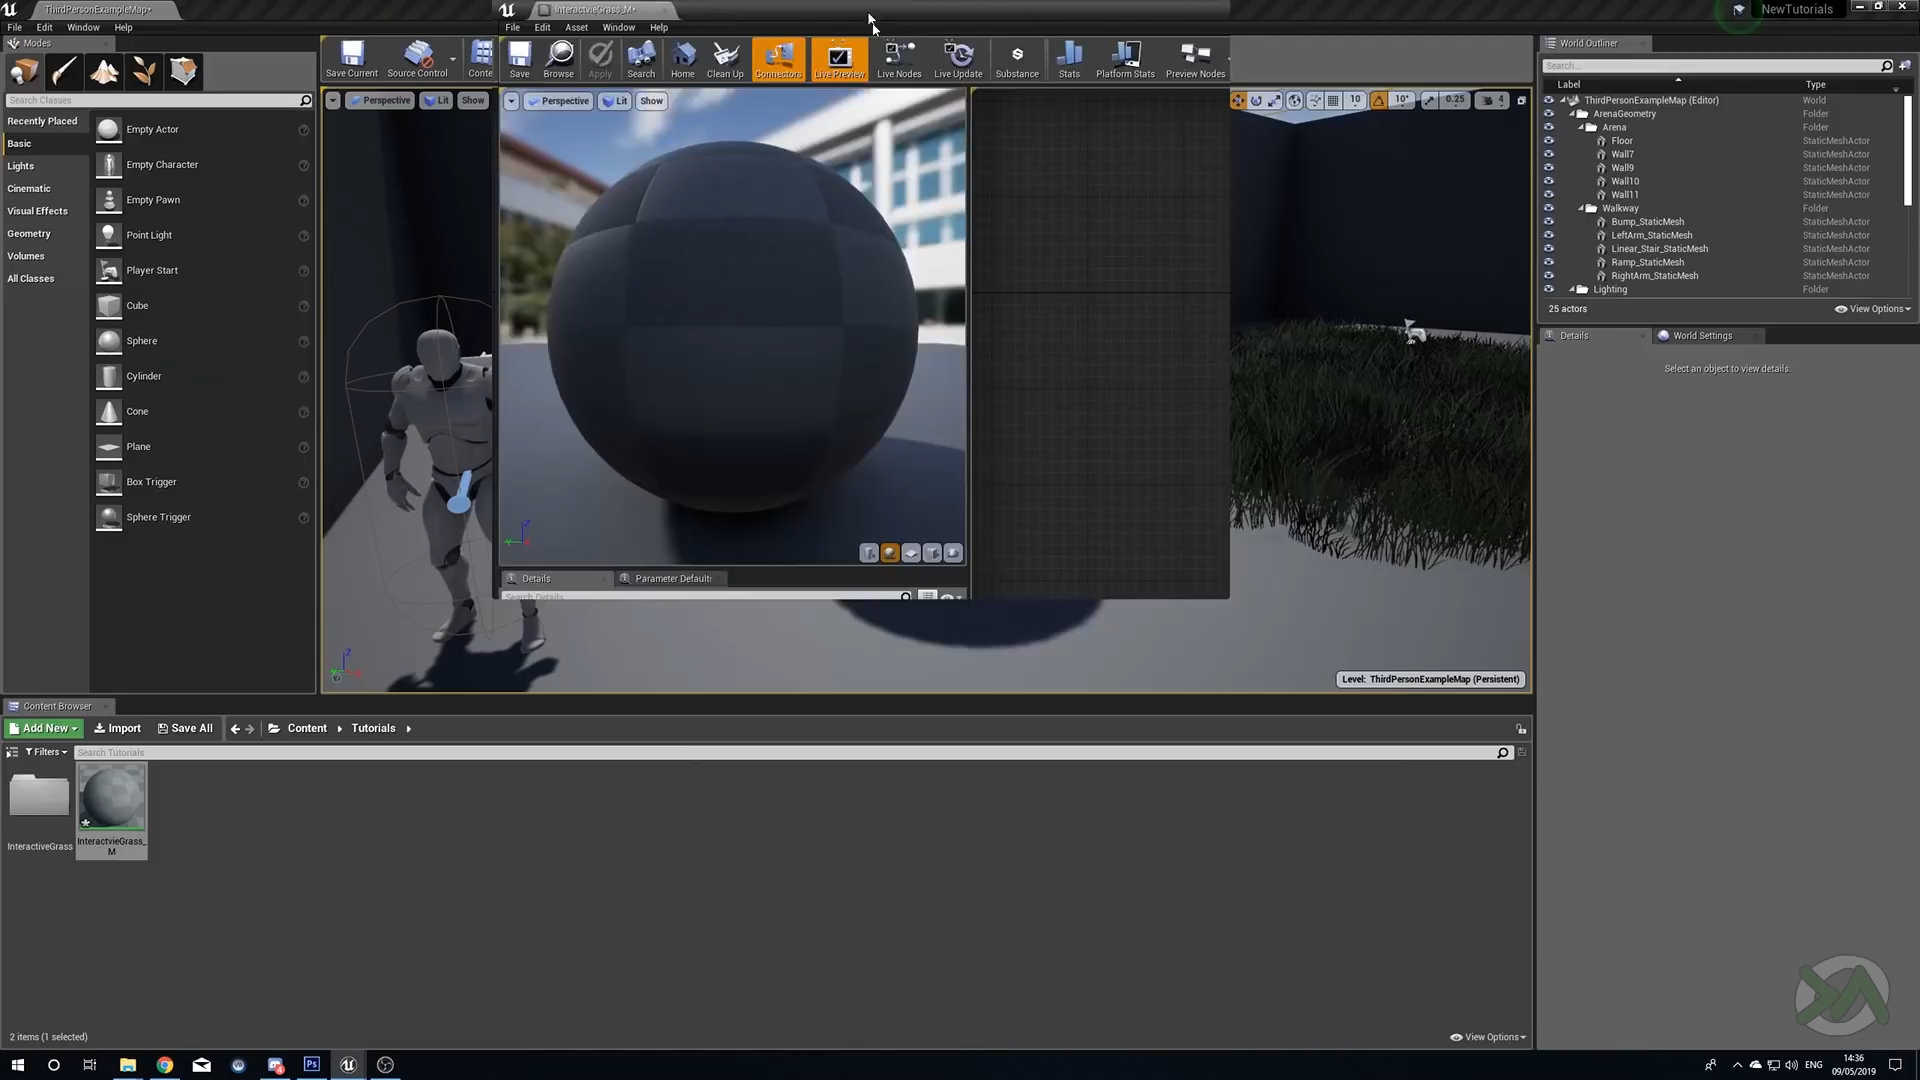 ThirdPersonExampleMap*
InteractvieGrass_M*
NewTutorials
File Edit Window Help
File Edit Asset Window Help
Modes
World Outliner
Save Current Source Control Conte
Save Browse Apply Search Home Clean Up Connectors Live Preview Live Nodes Live Update Substance Stats Platform Stats Preview Nodes
Search...
Label Type
Search Classes
Perspective Lit Show
Perspective Lit Show
10 10° 0.25 4
ThirdPersonExampleMap (Editor) World
ArenaGeometry Folder
Arena Folder
Floor StaticMeshActor
Wall7 StaticMeshActor
Wall9 StaticMeshActor
Wall10 StaticMeshActor
Wall11 StaticMeshActor
Walkway Folder
Bump_StaticMesh StaticMeshActor
LeftArm_StaticMesh StaticMeshActor
Linear_Stair_StaticMesh StaticMeshActor
Ramp_StaticMesh StaticMeshActor
RightArm_StaticMesh StaticMeshActor
Lighting Folder
25 actors View Options
Details World Settings
Select an object to view details.
Recently Placed
Basic
Lights
Cinematic
Visual Effects
Geometry
Volumes
All Classes
Empty Actor
Empty Character
Empty Pawn
Point Light
Player Start
Cube
Sphere
Cylinder
Cone
Plane
Box Trigger
Sphere Trigger
Details Parameter Default
Search Details
Level: ThirdPersonExampleMap (Persistent)
Content Browser
Add New Import Save All Content Tutorials
Filters Search Tutorials
InteractiveGrass
InteractvieGrass_
M
2 items (1 selected) View Options
ENG
14:36
09/05/2019